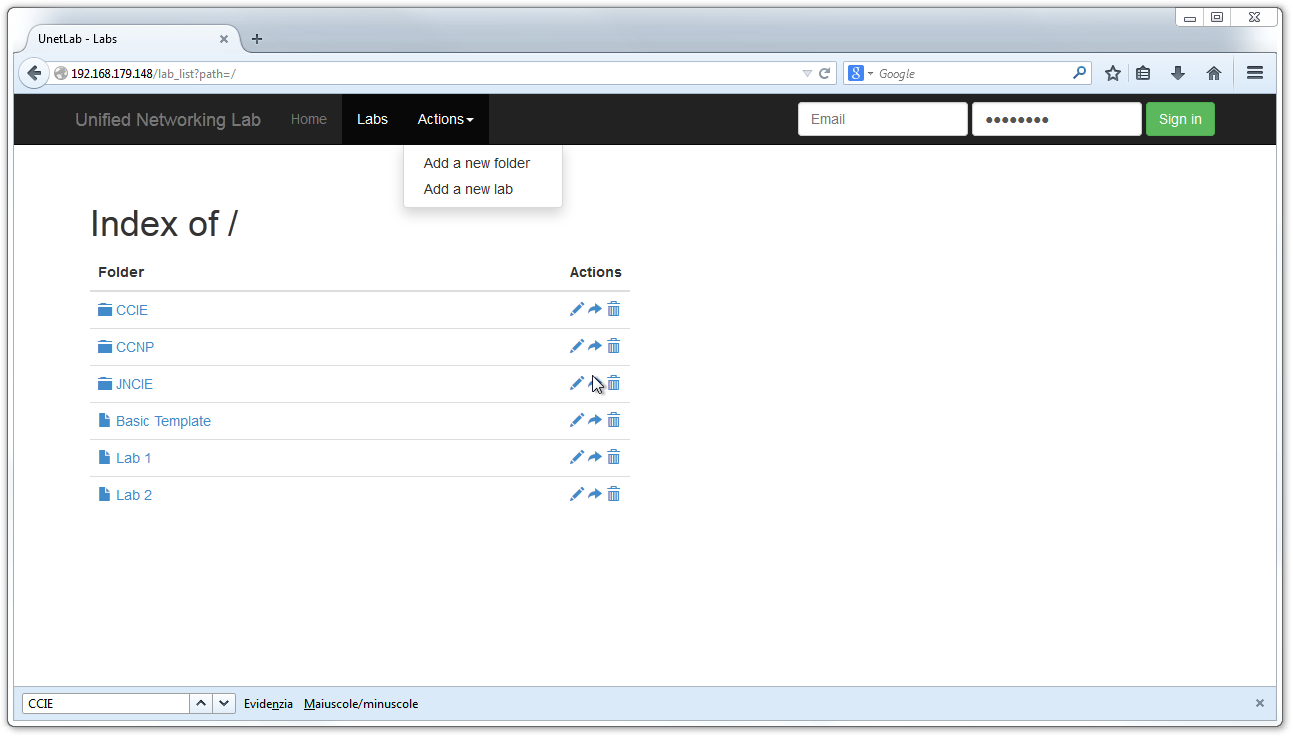 UnetLab - Labs
192.168.179.148/lab_list?path=/
8 Google
Unified Networking Lab Home Labs Actions Email ●●●●●●●● Sign in
Add a new folder
Add a new lab
Index of /
Folder Actions
CCIE
CCNP
JNCIE
Basic Template
Lab 1
Lab 2
CCIE Evidenzia Maiuscole/minuscole